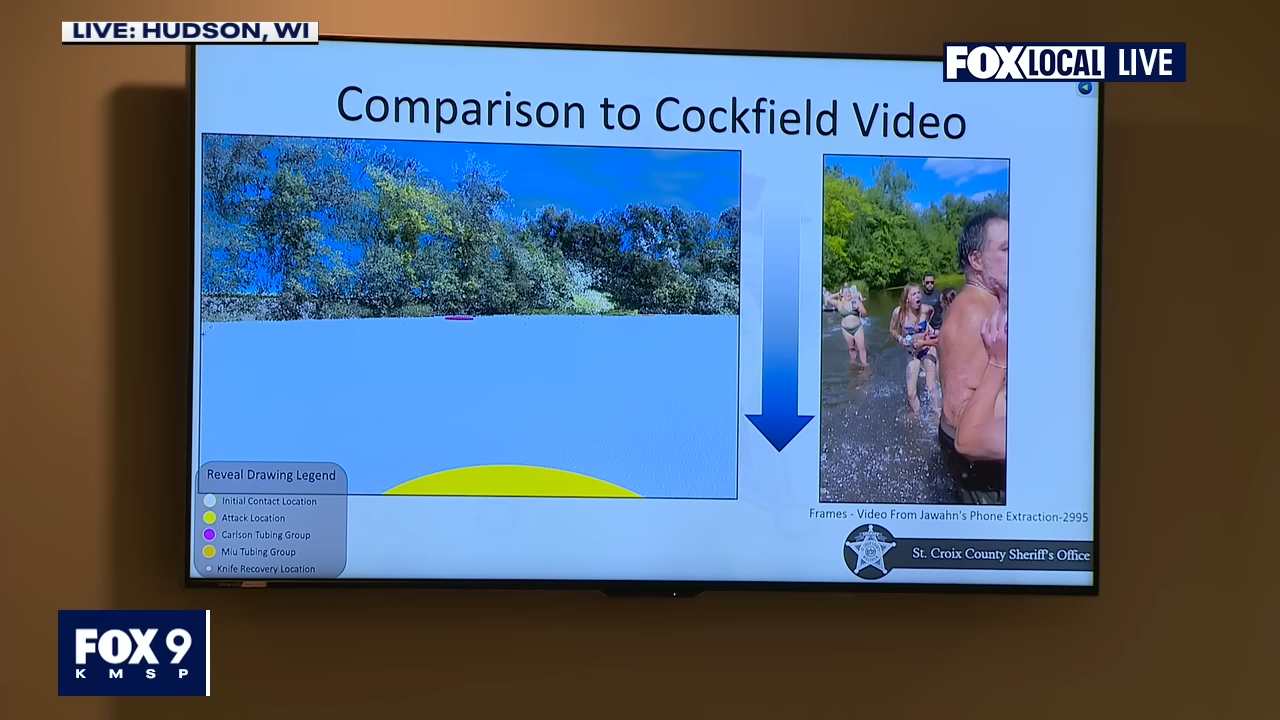 LIVE: HUDSON, WI
FOX LOCAL LIVE
Comparison to Cockfield Video
Reveal Drawing Legend
Initial Contact Location
Attack Location
Carlson Tubing Group
Miu Tubing Group
Knife Recovery Location
Frames - Video From Jawahn's Phone Extraction-2995
St. Croix County Sheriff's Office
FOX 9
KMSP